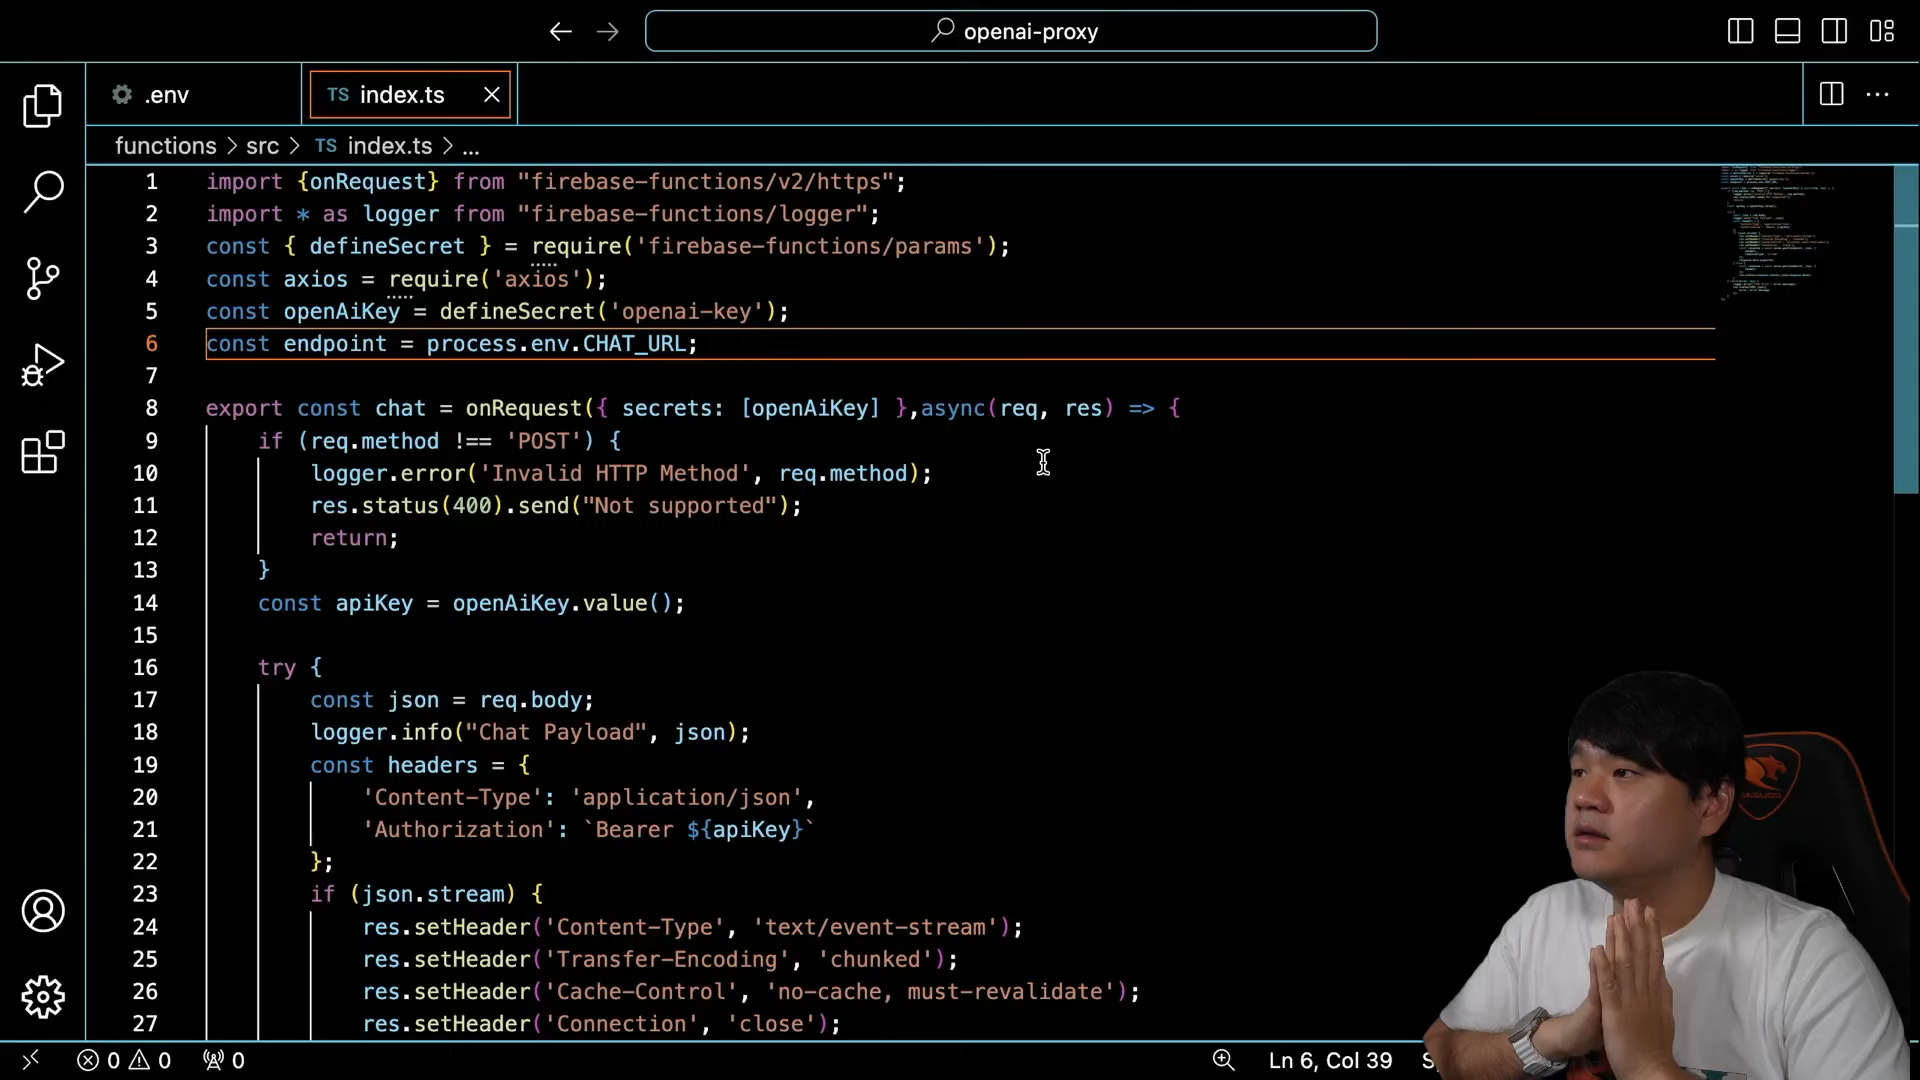 openai-proxy
.env
TS index.ts
functions > src > TS index.ts > ...
1 import {onRequest} from "firebase-functions/v2/https";
2 import * as logger from "firebase-functions/logger";
3 const { defineSecret } = require('firebase-functions/params');
4 const axios = require('axios');
5 const openAiKey = defineSecret('openai-key');
6 const endpoint = process.env.CHAT_URL;
7
8 export const chat = onRequest({ secrets: [openAiKey] },async(req, res) => {
9 if (req.method !== 'POST') {
10 logger.error('Invalid HTTP Method', req.method);
11 res.status(400).send("Not supported");
12 return;
13 }
14 const apiKey = openAiKey.value();
15
16 try {
17 const json = req.body;
18 logger.info("Chat Payload", json);
19 const headers = {
20 'Content-Type': 'application/json',
21 'Authorization': `Bearer ${apiKey}`
22 };
23 if (json.stream) {
24 res.setHeader('Content-Type', 'text/event-stream');
25 res.setHeader('Transfer-Encoding', 'chunked');
26 res.setHeader('Cache-Control', 'no-cache, must-revalidate');
27 res.setHeader('Connection', 'close');
0 0 0 Ln 6, Col 39
COUGAR